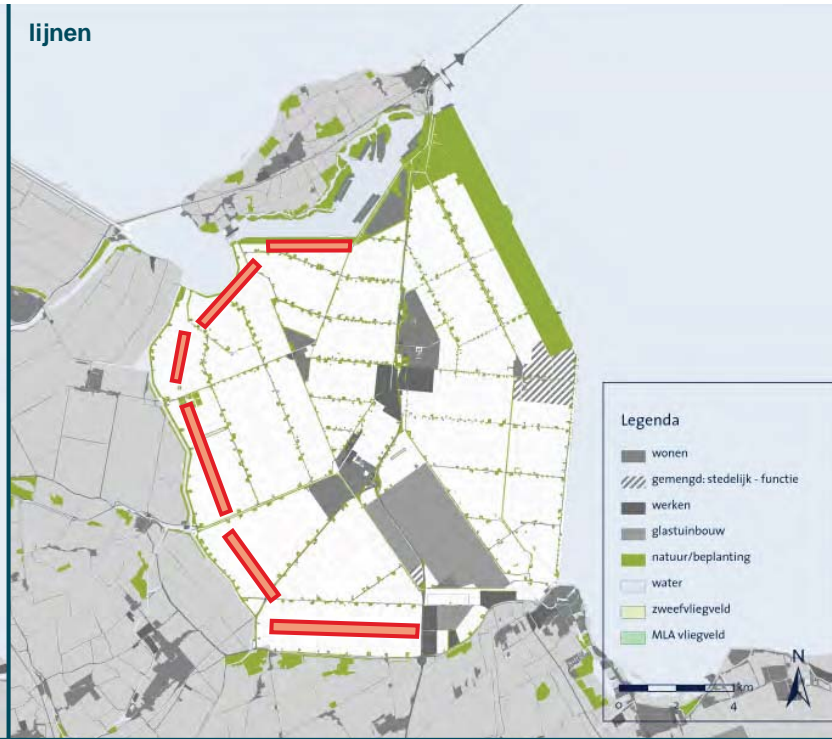 lijnen
Legenda
wonen
gemengd: stedelijk - functie
werken
glastuinbouw
natuur/beplanting
water
zweefvliegveld
MLA vliegveld
N
km
0 2 4